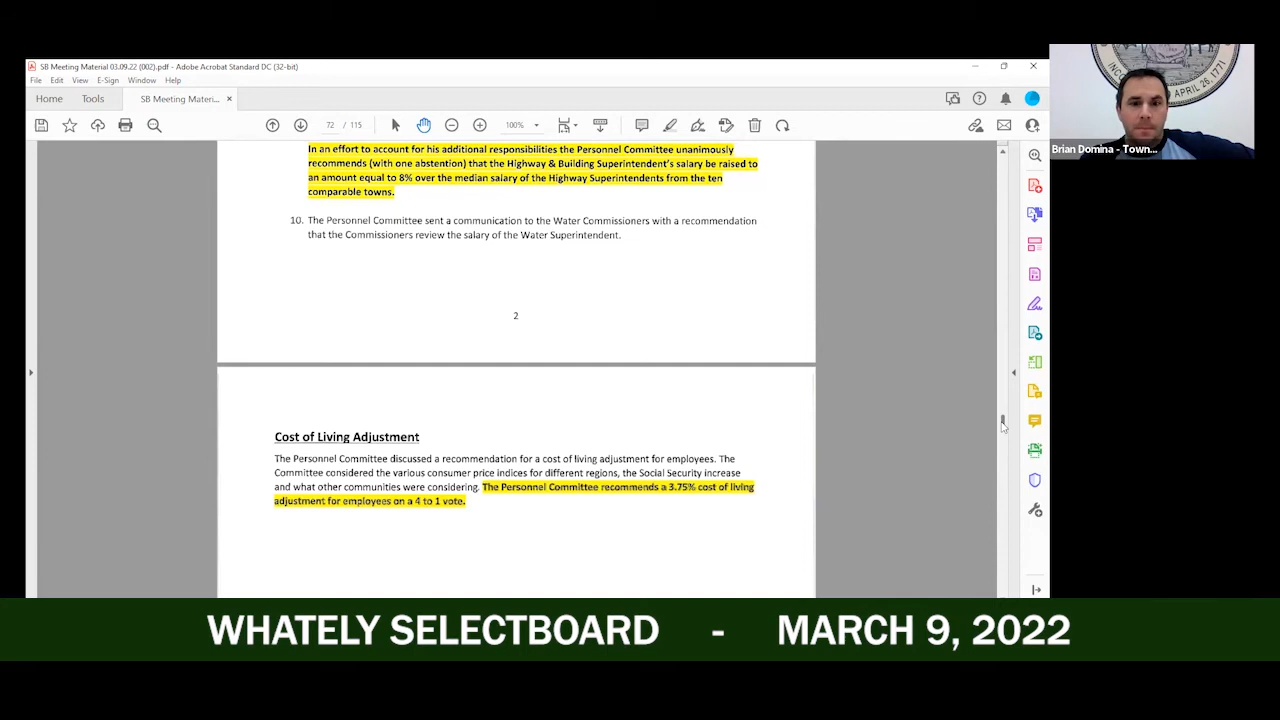 SB Meeting Material 03.09.22 (002).pdf - Adobe Acrobat Standard DC (32-bit)
File Edit View E-Sign Window Help
Home Tools SB Meeting Materi... ×
72 / 115 100%
In an effort to account for his additional responsibilities the Personnel Committee unanimously
recommends (with one abstention) that the Highway & Building Superintendent's salary be raised to
an amount equal to 8% over the median salary of the Highway Superintendents from the ten
comparable towns.
10. The Personnel Committee sent a communication to the Water Commissioners with a recommendation
that the Commissioners review the salary of the Water Superintendent.
2
Cost of Living Adjustment
The Personnel Committee discussed a recommendation for a cost of living adjustment for employees. The
Committee considered the various consumer price indices for different regions, the Social Security increase
and what other communities were considering. The Personnel Committee recommends a 3.75% cost of living
adjustment for employees on a 4 to 1 vote.
APRIL 26, 1771
Brian Domina - Town...
WHATELY SELECTBOARD - MARCH 9, 2022